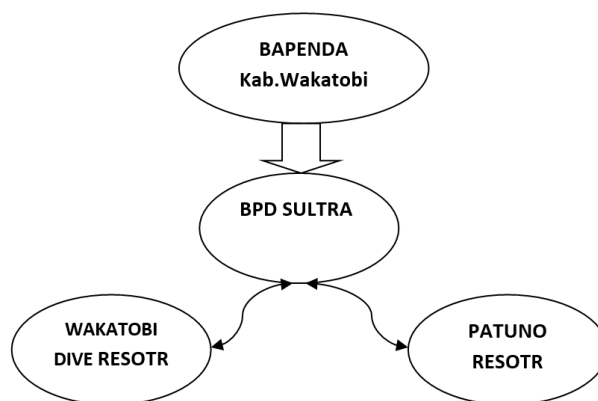 BAPENDA
Kab.Wakatobi
BPD SULTRA
WAKATOBI
DIVE RESOTR
PATUNO
RESOTR